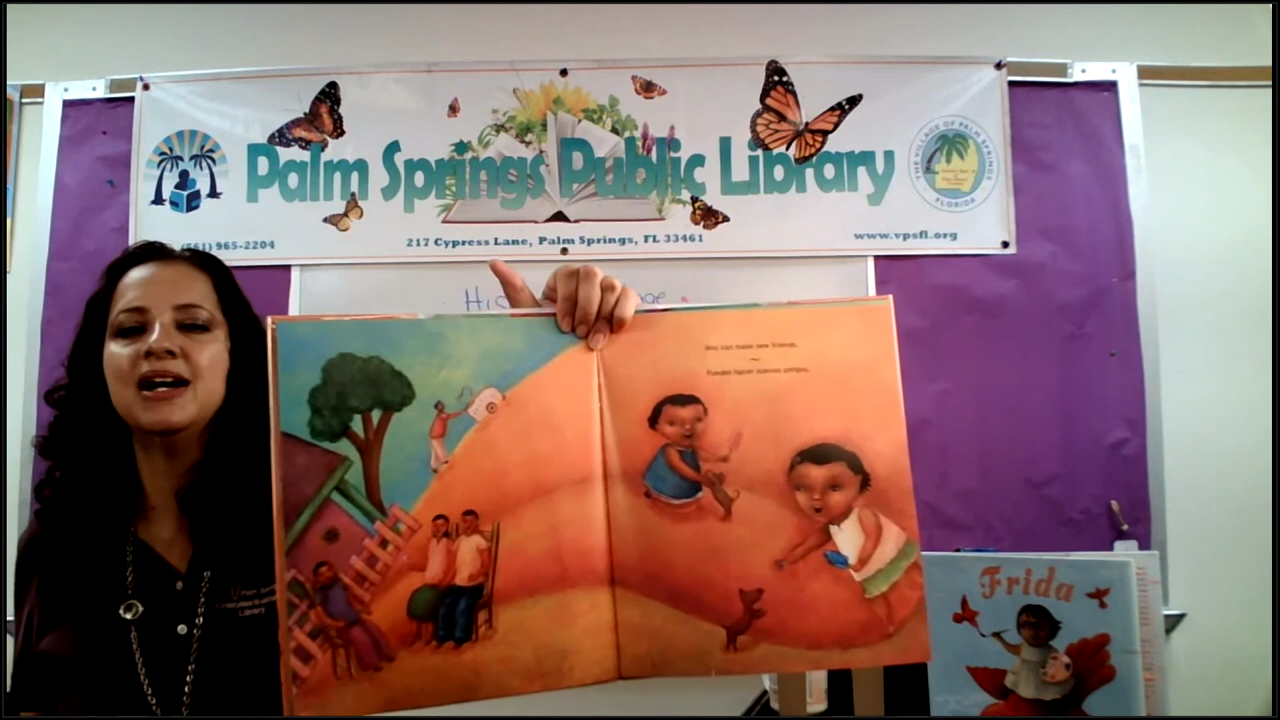 Palm Springs Public Library
THE VILLAGE OF PALM SPRINGS
FLORIDA
(561) 965-2204
217 Cypress Lane, Palm Springs, FL 33461
www.vpsfl.org
You can make new friends.
~
Puedes hacer nuevos amigos.
Library
Frida